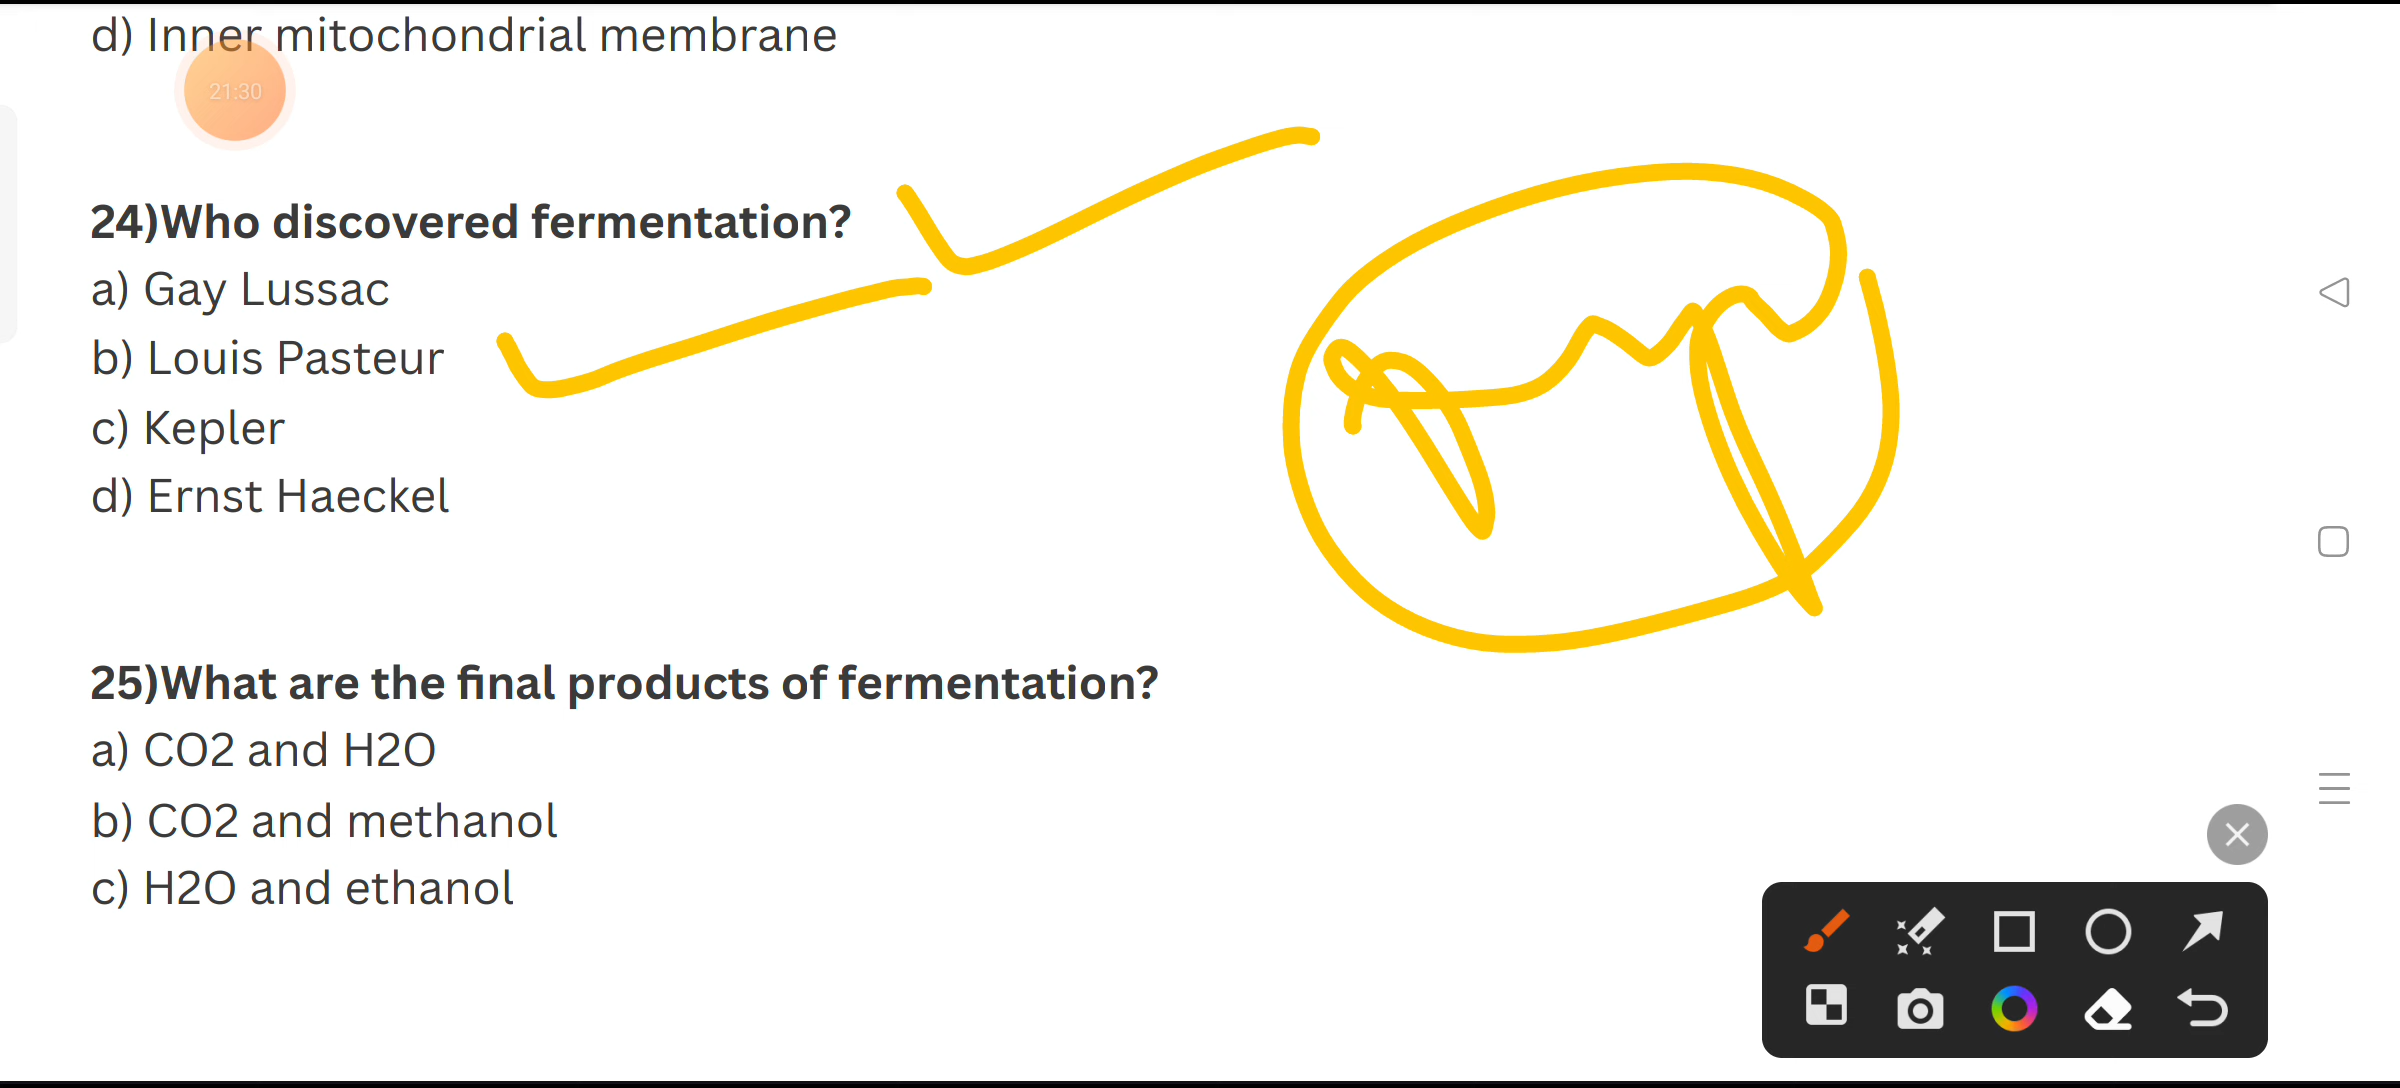 d) Inner mitochondrial membrane
21:30
24)Who discovered fermentation?
a) Gay Lussac
b) Louis Pasteur
c) Kepler
d) Ernst Haeckel
25)What are the final products of fermentation?
a) CO2 and H2O
b) CO2 and methanol
c) H2O and ethanol